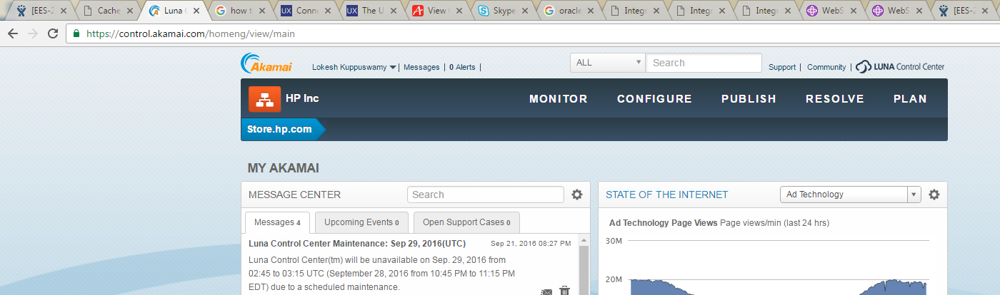 [EES-2
Cache
Luna C
how t
Conne
The U
View
Skype
oracle
Integr
Integr
Integr
WebS
WebS
[EES-2
https://control.akamai.com/homeng/view/main
Akamai
Lokesh Kuppuswamy | Messages | 0 Alerts |
ALL
Search
Support | Community | LUNA Control Center
HP Inc
MONITOR CONFIGURE PUBLISH RESOLVE PLAN
Store.hp.com
MY AKAMAI
MESSAGE CENTER
Search
Messages 4
Upcoming Events 0
Open Support Cases 0
Luna Control Center Maintenance: Sep 29, 2016(UTC) Sep 21, 2016 08:27 PM
Luna Control Center(tm) will be unavailable on Sep. 29, 2016 from
02:45 to 03:15 UTC (September 28, 2016 from 10:45 PM to 11:15 PM
EDT) due to a scheduled maintenance.
STATE OF THE INTERNET
Ad Technology
Ad Technology Page Views Page views/min (last 24 hrs)
30M
20M